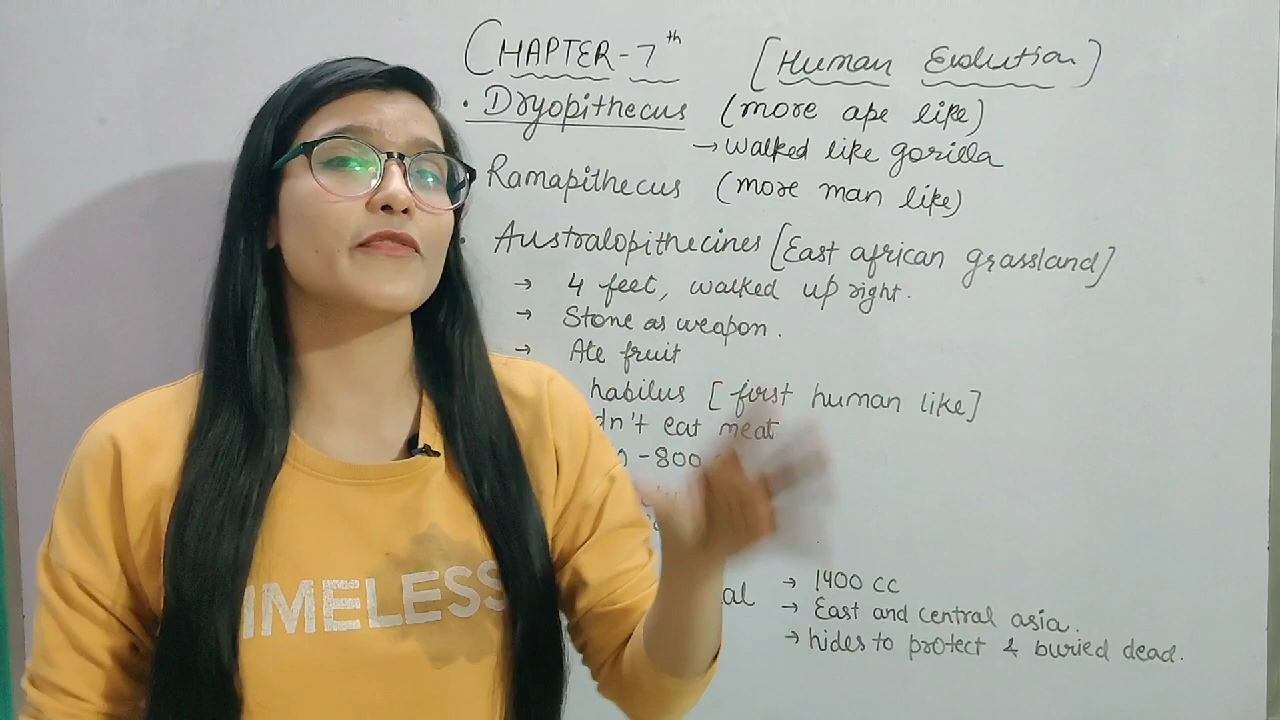 CHAPTER-7th [Human Evolution]
• Dryopithecus (more ape like)
→ walked like gorilla
Ramapithecus (more man like)
• Australopithecines [East african grassland]
→ 4 feet, walked up right.
→ Stone as weapon.
→ Ate fruit
habilus [first human like]
dn't eat meat
0-800
al → 1400 cc
→ East and central asia.
→ hides to protect & buried dead.
IMELESS